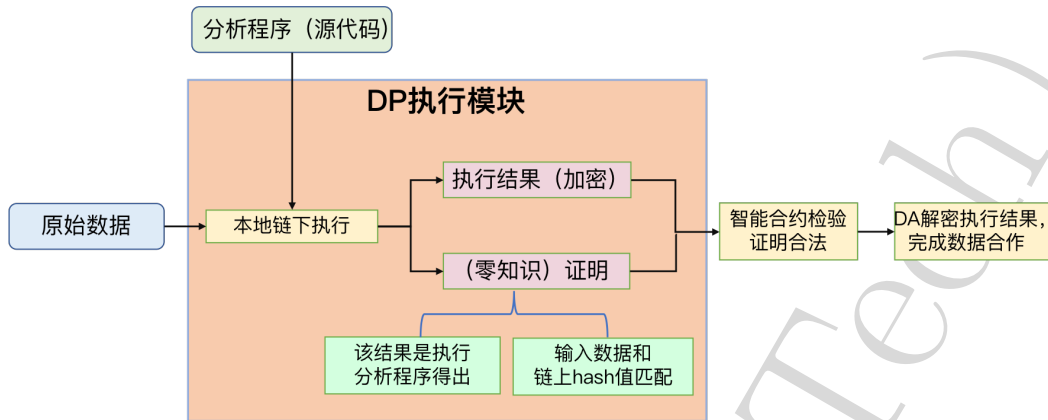 分析程序（源代码）
DP执行模块
执行结果（加密）
原始数据
本地链下执行
智能合约检验
证明合法
DA解密执行结果，
完成数据合作
（零知识）证明
该结果是执行
分析程序得出
输入数据和
链上hash值匹配
Tech)